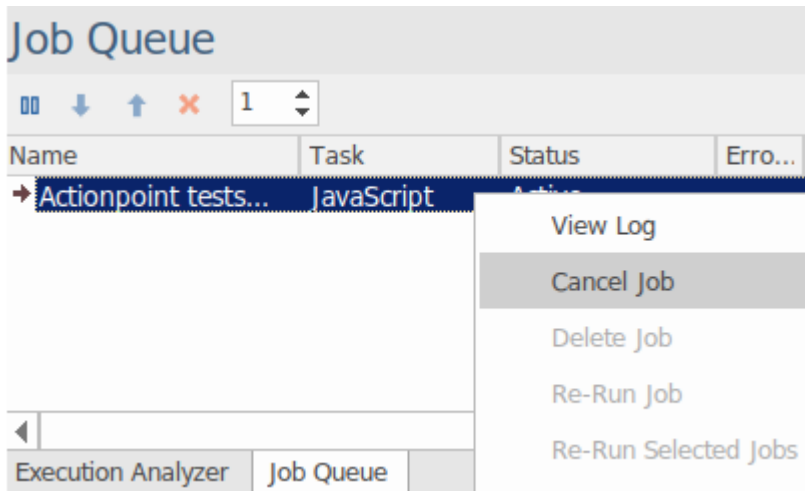 Job Queue
1
Name Task Status Erro...
Actionpoint tests... JavaScript
View Log
Cancel Job
Delete Job
Re-Run Job
Re-Run Selected Jobs
Execution Analyzer Job Queue